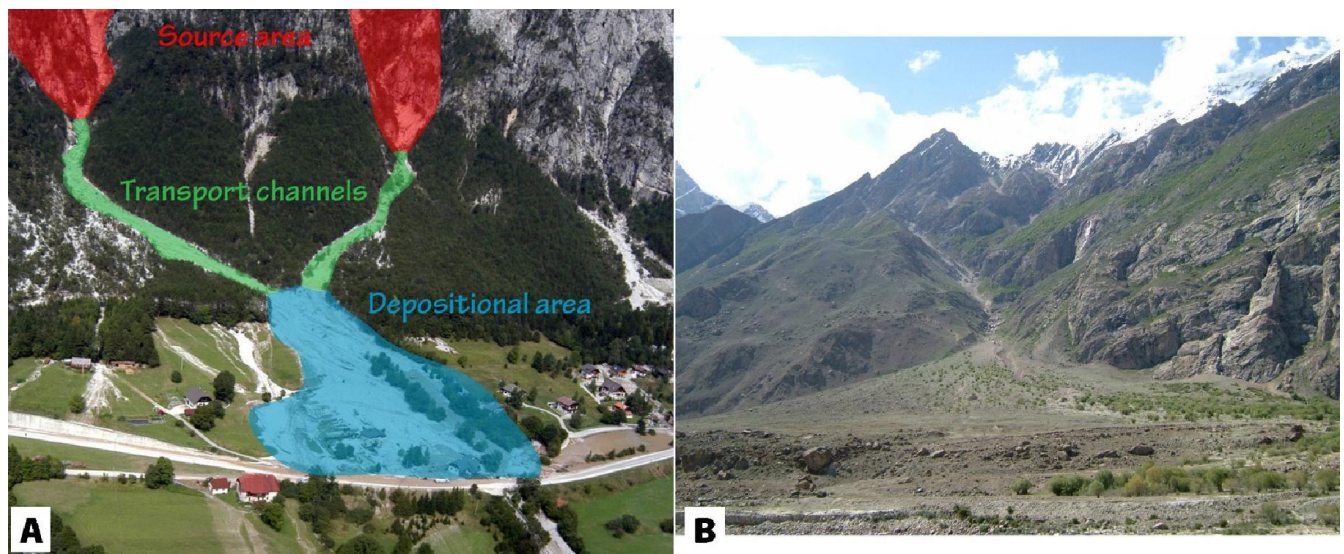 Source area
Transport channels
Depositional area
A
B